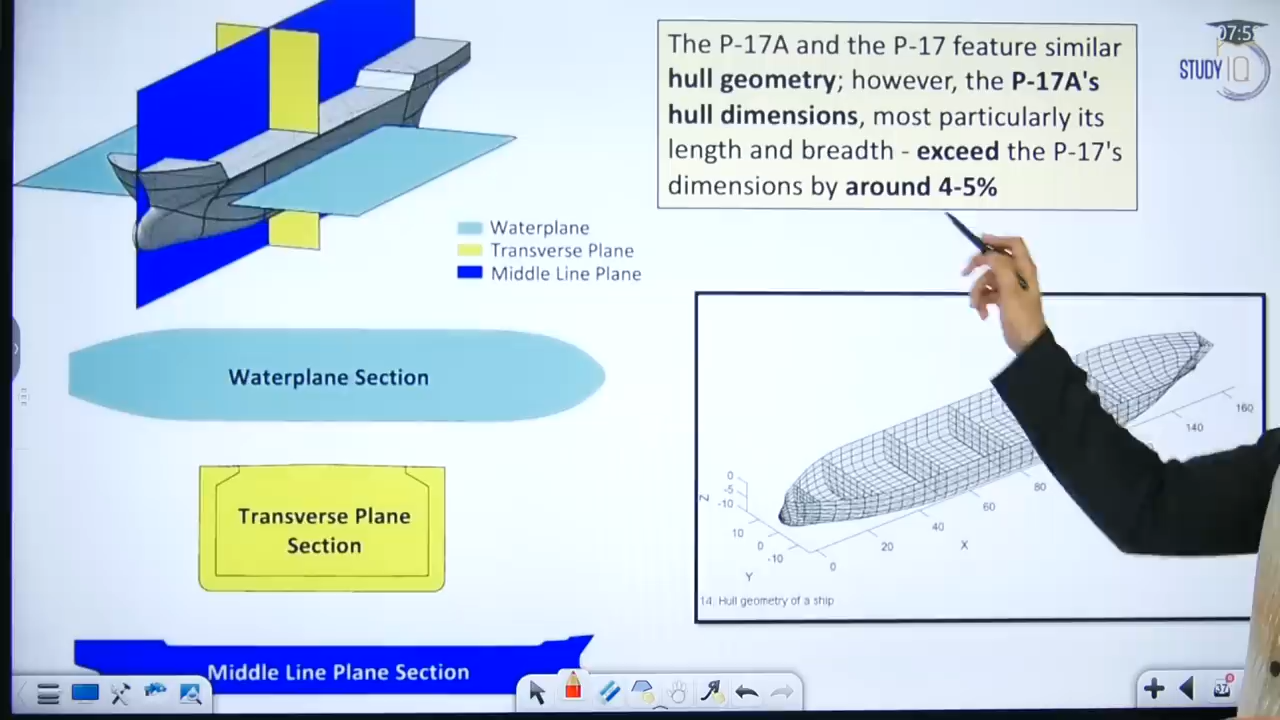 The P-17A and the P-17 feature similar
hull geometry; however, the P-17A's
hull dimensions, most particularly its
length and breadth - exceed the P-17's
dimensions by around 4-5%
STUDY IQ
Waterplane
Transverse Plane
Middle Line Plane
Waterplane Section
Transverse Plane
Section
Middle Line Plane Section
Z
0
-5
-10
10
0
-10
Y
0
20
40
60
80
140
160
X
14. Hull geometry of a ship
37